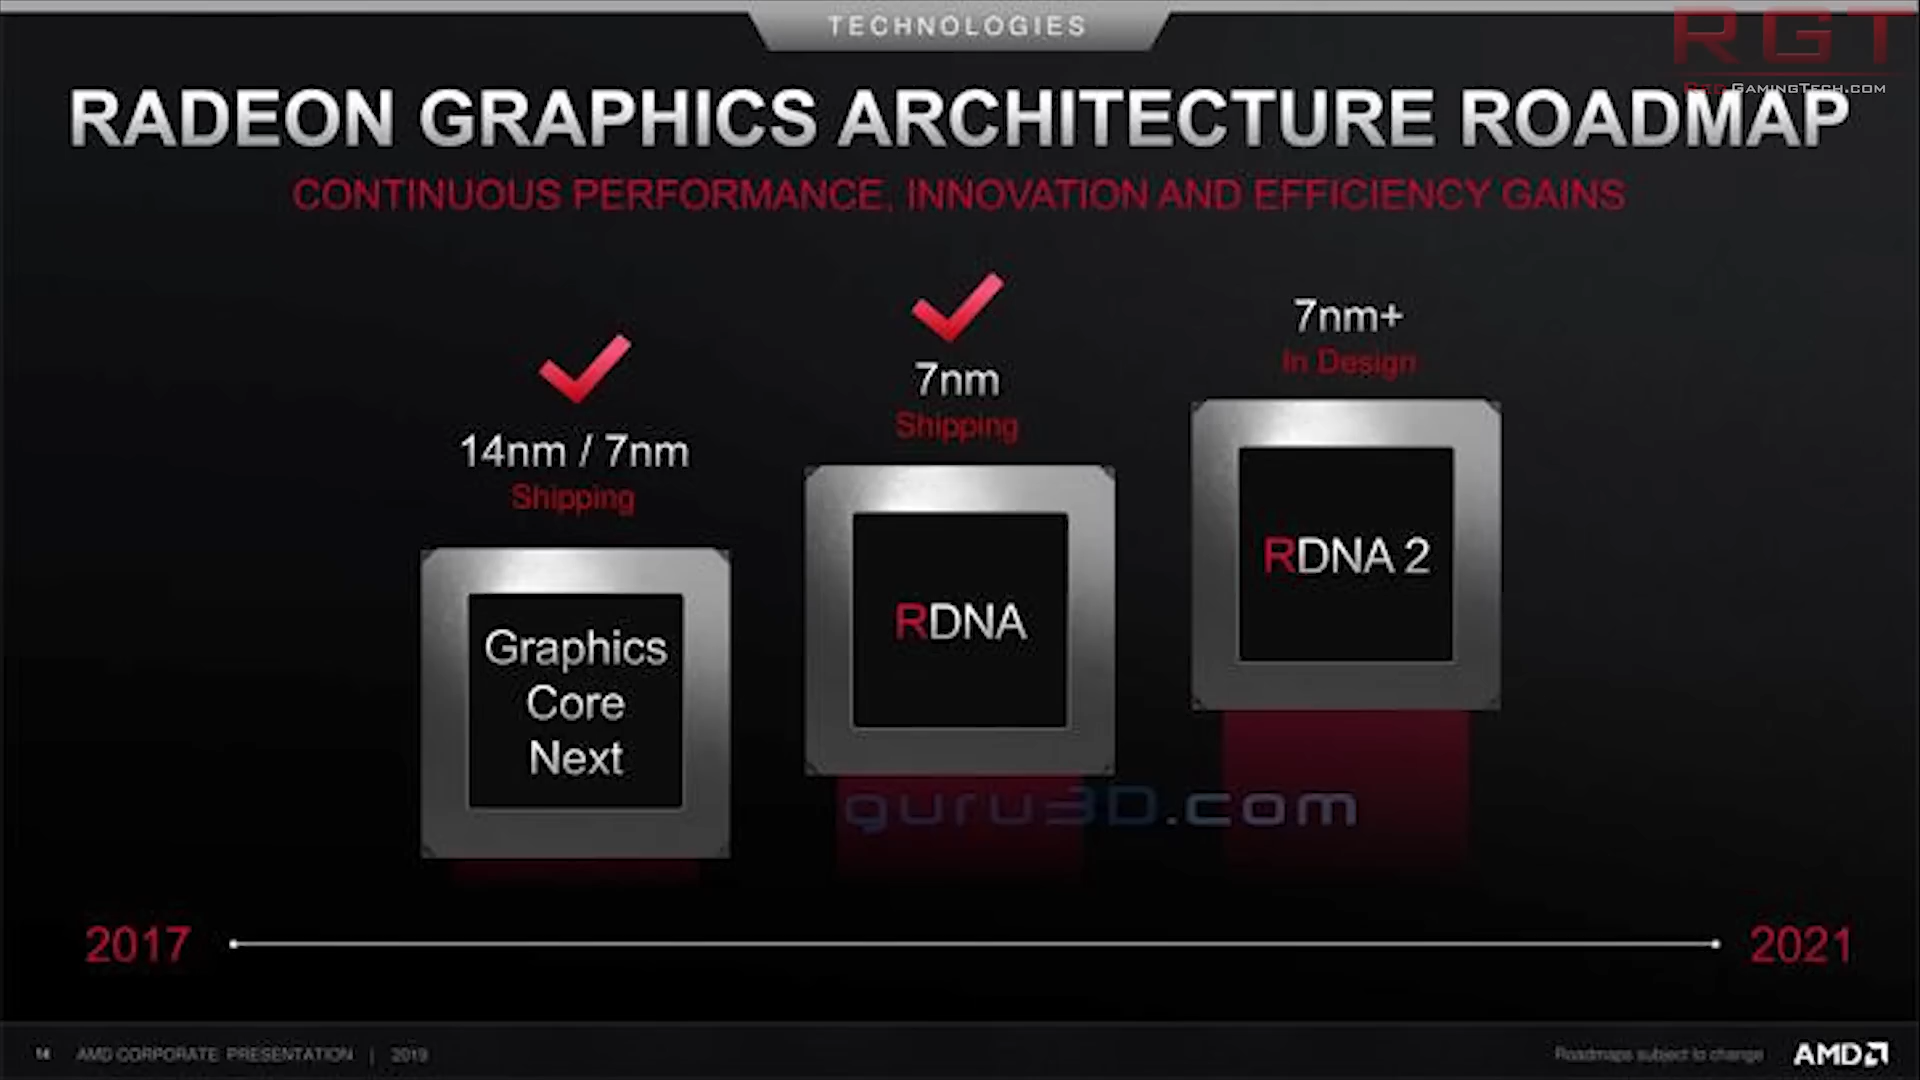 TECHNOLOGIES
RGT
REDGAMINGTECH.COM
RADEON GRAPHICS ARCHITECTURE ROADMAP
CONTINUOUS PERFORMANCE, INNOVATION AND EFFICIENCY GAINS
14nm / 7nm
Shipping
Graphics
Core
Next
7nm
Shipping
RDNA
7nm+
In Design
RDNA 2
guru3D.com
2017
2021
14 AMD CORPORATE PRESENTATION | 2019
Roadmaps subject to change
AMD